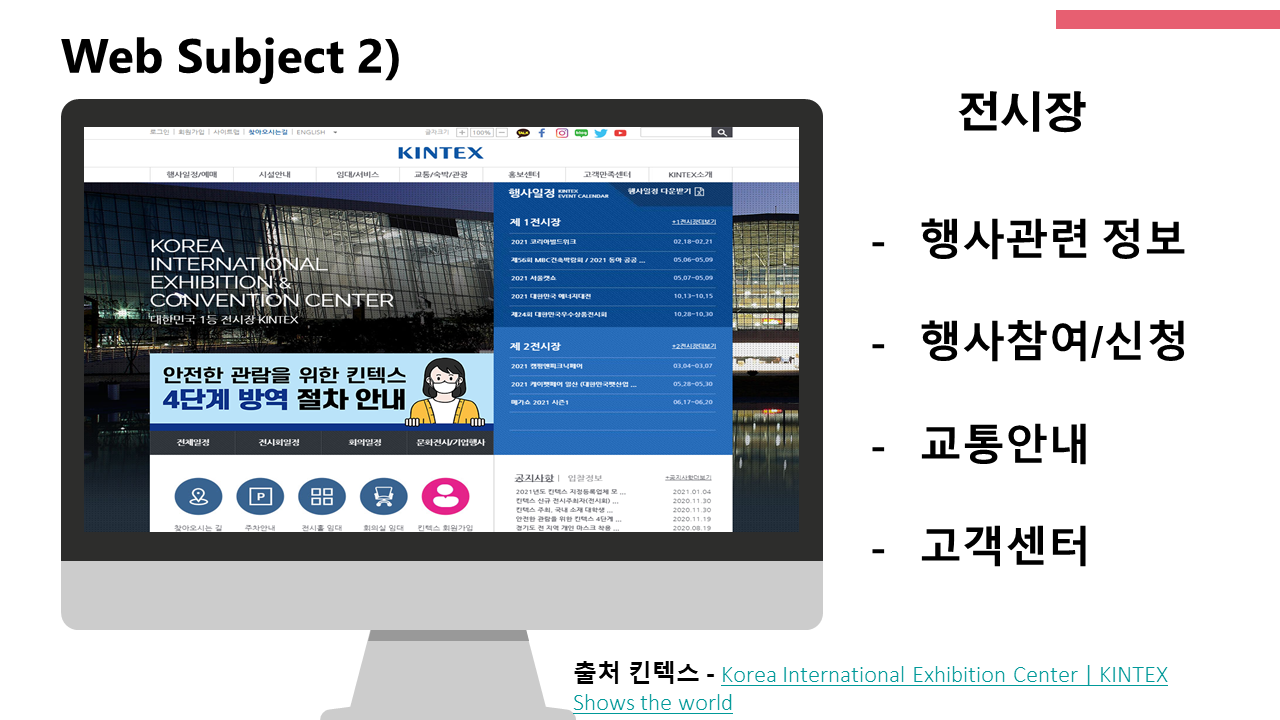 Web Subject 2)
로그인 | 회원가입 | 사이트맵 | 찾아오시는길 | ENGLISH
글자크기 + 100% −
KINTEX
행사일정/예매 시설안내 임대/서비스 교통/숙박/관광 홍보센터 고객만족센터 KINTEX소개
KOREA
INTERNATIONAL
EXHIBITION &
CONVENTION CENTER
대한민국 1등 전시장 KINTEX
행사일정 KINTEX EVENT CALENDAR 행사일정 다운받기
제 1전시장 +1전시장더보기
2021 코리아빌드위크 02.18~02.21
제56회 MBC건축박람회 / 2021 동아 공공 ... 05.06~05.09
2021 서울캣쇼 05.07~05.09
2021 대한민국 에너지대전 10.13~10.15
제24회 대한민국우수상품전시회 10.28~10.30
제 2전시장 +2전시장더보기
2021 캠핑앤피크닉페어 03.04~03.07
2021 케이펫페어 일산 (대한민국펫산업 ... 05.28~05.30
메가쇼 2021 시즌1 06.17~06.20
안전한 관람을 위한 킨텍스
4단계 방역 절차 안내
전체일정 전시회일정 회의일정 문화전시/기업행사
찾아오시는 길 주차안내 전시홀 임대 회의실 임대 킨텍스 회원가입
공지사항 | 입찰정보 +공지사항더보기
2021년도 킨텍스 지정등록업체 모 ... 2021.01.04
킨텍스 신규 전시주최자(전시회) ... 2020.11.30
킨텍스 주최, 국내 소재 대학생 ... 2020.11.30
안전한 관람을 위한 킨텍스 4단계 ... 2020.11.19
경기도 전 지역 개인 마스크 착용 ... 2020.08.19
전시장
- 행사관련 정보
- 행사참여/신청
- 교통안내
- 고객센터
출처 킨텍스 - Korea International Exhibition Center | KINTEX
Shows the world